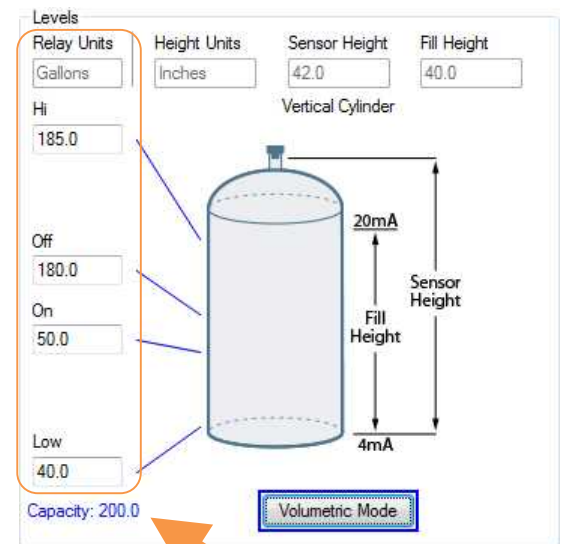 Levels
Relay Units Height Units Sensor Height Fill Height
Gallons Inches 42.0 40.0
Hi Vertical Cylinder
185.0
20mA
Off
180.0
Sensor
Height
On
Fill
Height
50.0
Low
4mA
40.0
Capacity: 200.0 Volumetric Mode